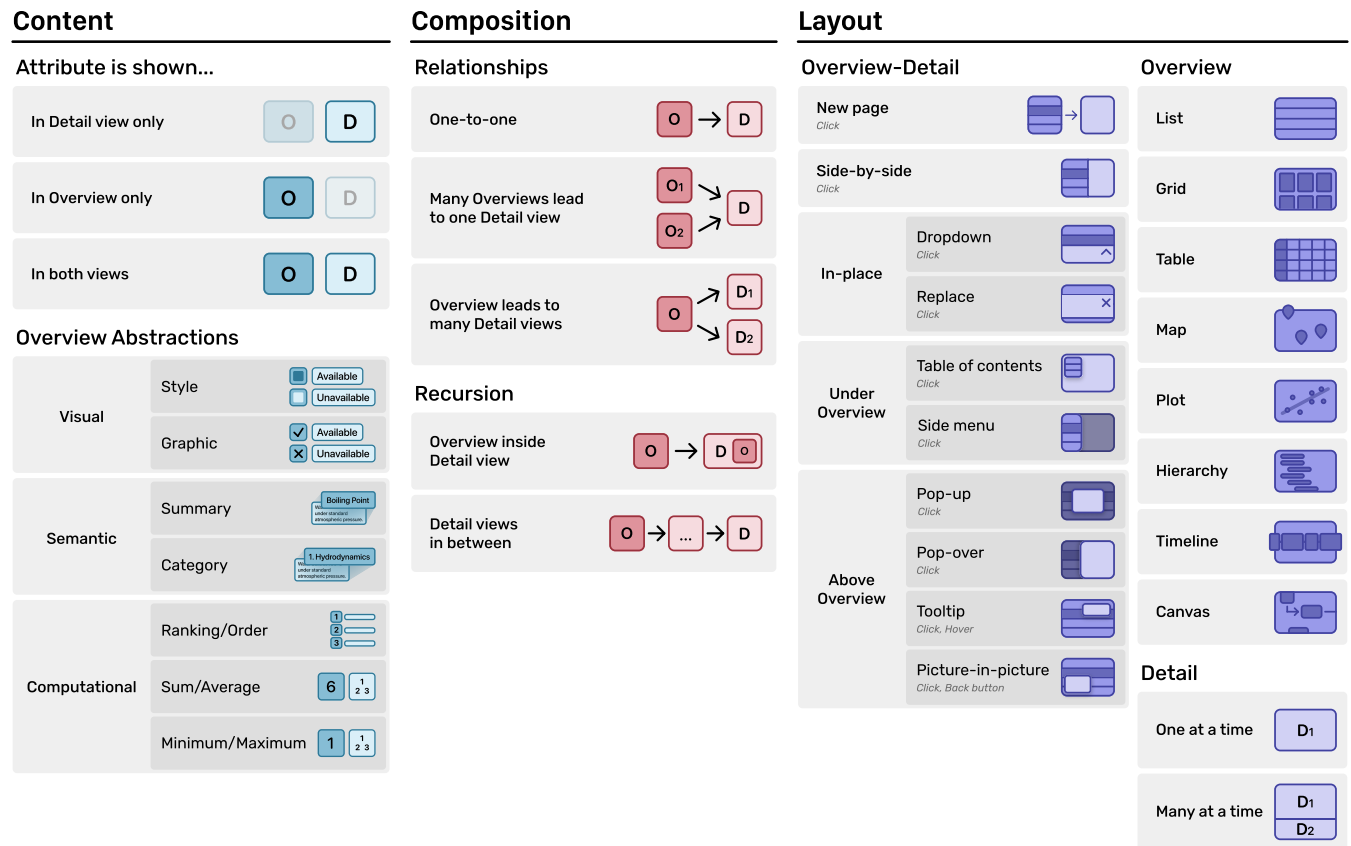 Content
Attribute is shown...
In Detail view only
O D
In Overview only
O D
In both views
O D
Overview Abstractions
Visual
Style
Available
Unavailable
Graphic
Available
Unavailable
Semantic
Summary
Boiling Point
under standard
atmospheric pressure.
Category
1. Hydrodynamics
under standard
atmospheric pressure.
Computational
Ranking/Order
1
2
3
Sum/Average
6
1
2 3
Minimum/Maximum
1
1
2 3
Composition
Relationships
One-to-one
O D
Many Overviews lead
to one Detail view
O1
O2
D
Overview leads to
many Detail views
O
D1
D2
Recursion
Overview inside
Detail view
O D O
Detail views
in between
O ... D
Layout
Overview-Detail
New page
Click
Side-by-side
Click
In-place
Dropdown
Click
Replace
Click
Under
Overview
Table of contents
Click
Side menu
Click
Above
Overview
Pop-up
Click
Pop-over
Click
Tooltip
Click, Hover
Picture-in-picture
Click, Back button
Overview
List
Grid
Table
Map
Plot
Hierarchy
Timeline
Canvas
Detail
One at a time
D1
Many at a time
D1
D2